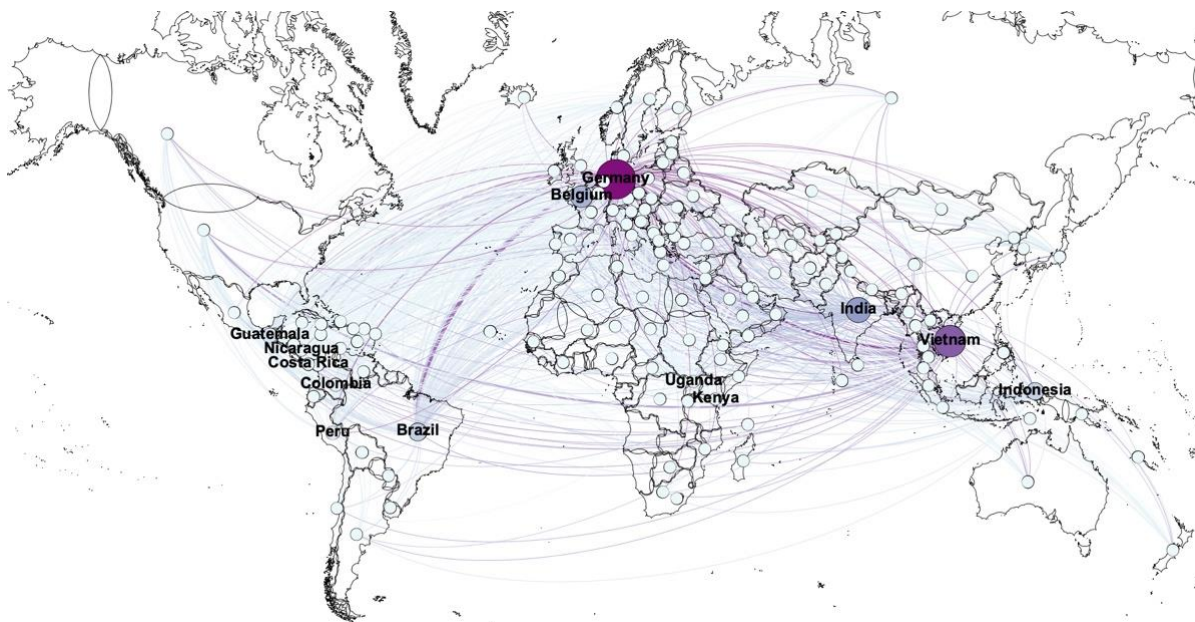 Germany
Belgium
India
Guatemala
Vietnam
Nicaragua
Costa Rica
Colombia
Uganda
Indonesia
Kenya
Peru
Brazil